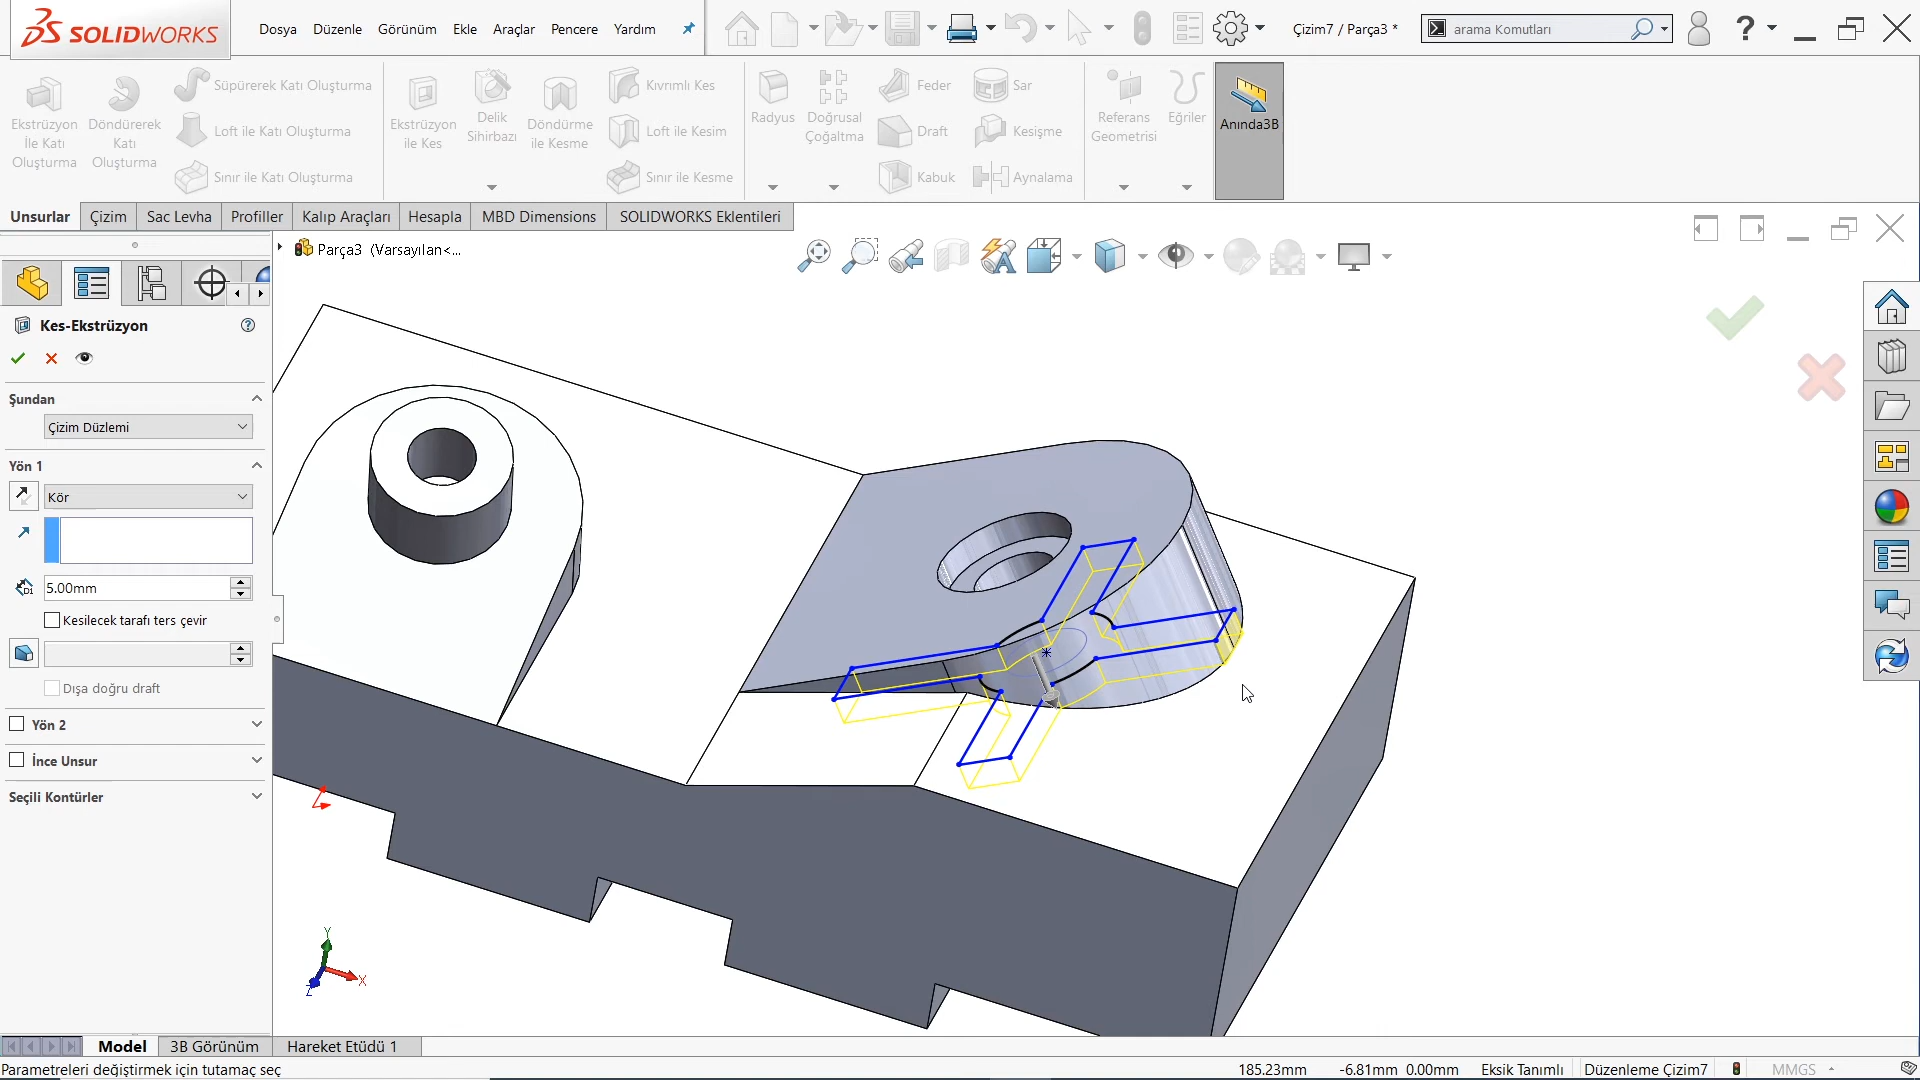 SOLIDWORKS
Dosya Düzenle Görünüm Ekle Araçlar Pencere Yardım
Çizim7 / Parça3 *
arama Komutları
?
Ekstrüzyon İle Katı Oluşturma
Döndürerek Katı Oluşturma
Süpürerek Katı Oluşturma
Loft ile Katı Oluşturma
Sınır ile Katı Oluşturma
Ekstrüzyon ile Kes
Delik Sihirbazı
Döndürme ile Kesme
Kıvrımlı Kes
Loft ile Kesim
Sınır ile Kesme
Radyus
Doğrusal Çoğaltma
Feder
Draft
Kabuk
Sar
Kesişme
Aynalama
Referans Geometrisi
Eğriler
Anında3B
Unsurlar Çizim Sac Levha Profiller Kalıp Araçları Hesapla MBD Dimensions SOLIDWORKS Eklentileri
Parça3 (Varsayılan<...
Kes-Ekstrüzyon
Şundan
Çizim Düzlemi
Yön 1
Kör
D1
5.00mm
Kesilecek tarafı ters çevir
Dışa doğru draft
Yön 2
İnce Unsur
Seçili Kontürler
Y
X
Z
Model 3B Görünüm Hareket Etüdü 1
Parametreleri değiştirmek için tutamaç seç
185.23mm -6.81mm 0.00mm Eksik Tanımlı Düzenleme Çizim7 MMGS